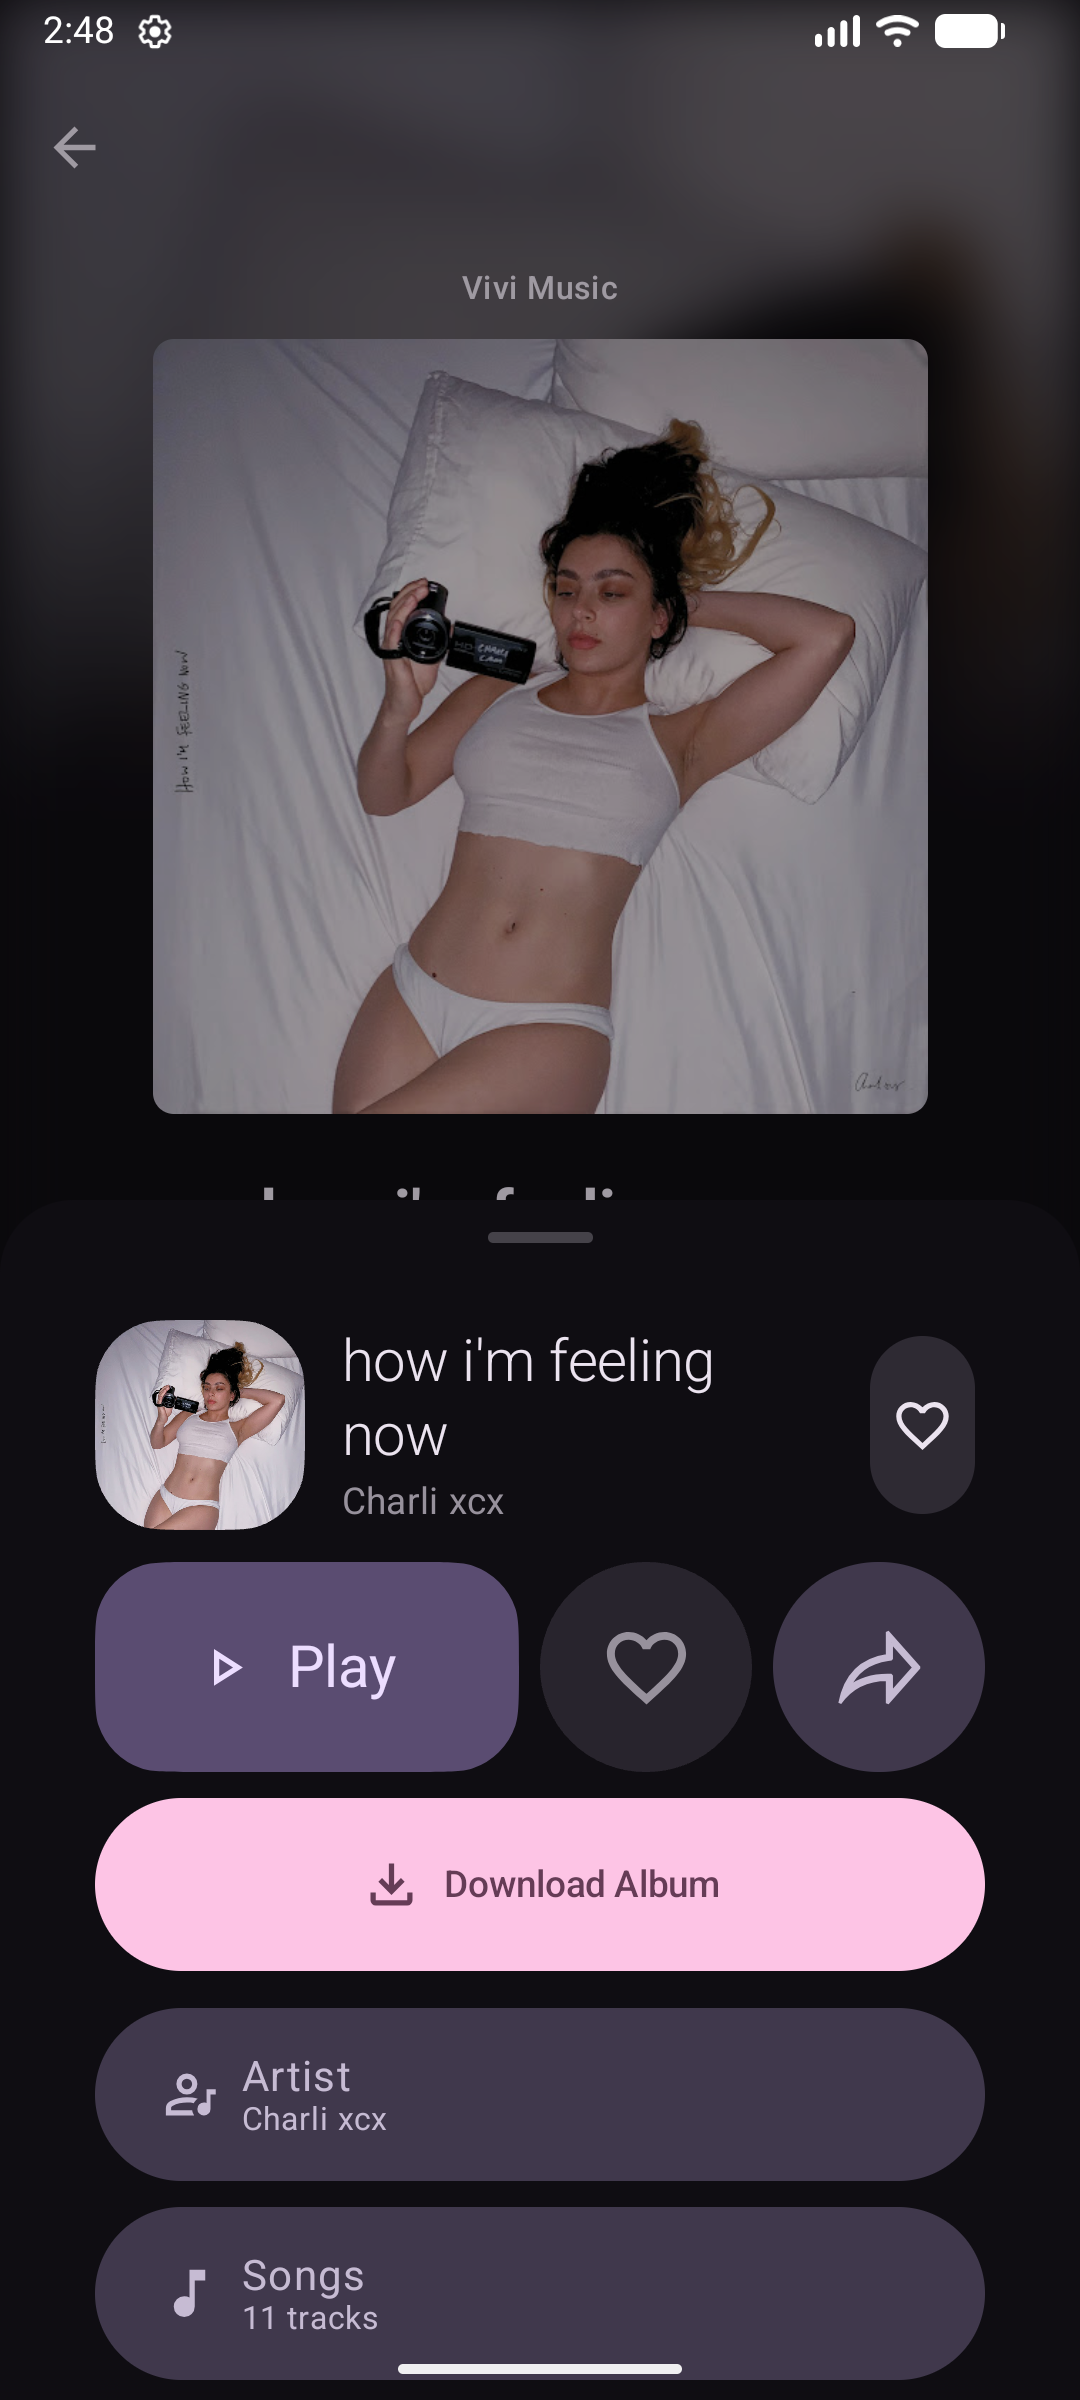 2:48
Vivi Music
HOW I'M FEELING NOW
how i'm feeling
now
Charli xcx
Play
Download Album
Artist
Charli xcx
Songs
11 tracks